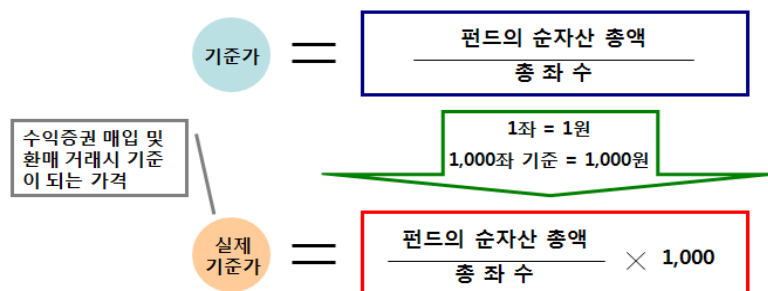 기준가
=
펀드의 순자산 총액
총 좌 수
수익증권 매입 및
환매 거래시 기준
이 되는 가격
1좌 = 1원
1,000좌 기준 = 1,000원
실제
기준가
=
펀드의 순자산 총액
총 좌 수
× 1,000